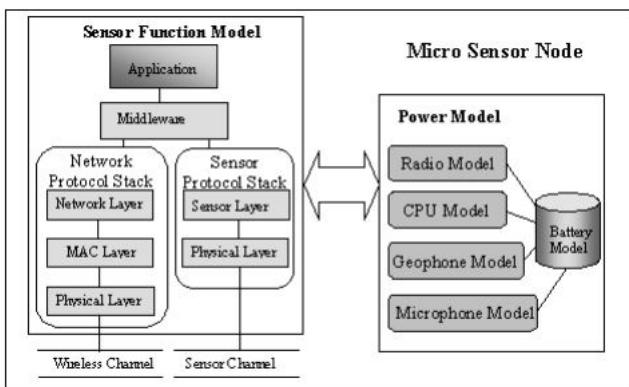 Sensor Function Model
Application
Middleware
Network
Protocol Stack
Network Layer
MAC Layer
Physical Layer
Sensor
Protocol Stack
Sensor Layer
Physical Layer
Wireless Channel
Sensor Channel
Micro Sensor Node
Power Model
Radio Model
CPU Model
Geophone Model
Microphone Model
Battery
Model